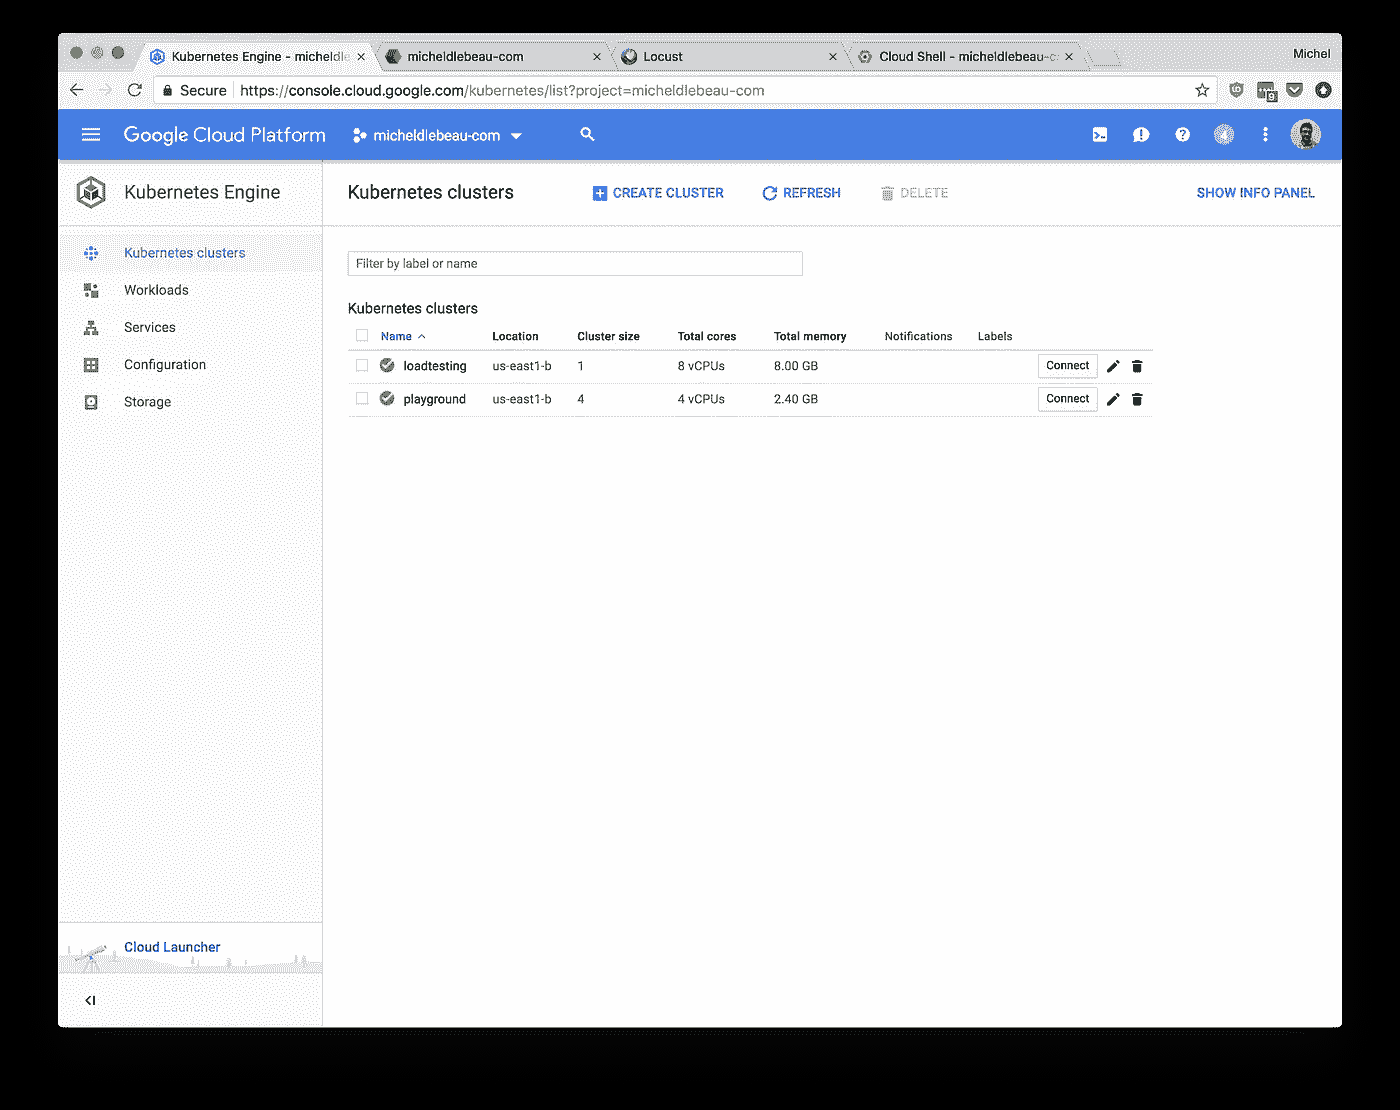 Kubernetes Engine - micheldle
micheldlebeau-com
Locust
Cloud Shell - micheldlebeau-c
Michel
Secure
https://console.cloud.google.com/kubernetes/list?project=micheldlebeau-com
9
Google Cloud Platform
micheldlebeau-com
4
Kubernetes Engine
Kubernetes clusters
CREATE CLUSTER
REFRESH
DELETE
SHOW INFO PANEL
Kubernetes clusters
Workloads
Services
Configuration
Storage
Filter by label or name
Kubernetes clusters
Name Location Cluster size Total cores Total memory Notifications Labels
loadtesting us-east1-b 1 8 vCPUs 8.00 GB Connect
playground us-east1-b 4 4 vCPUs 2.40 GB Connect
Cloud Launcher